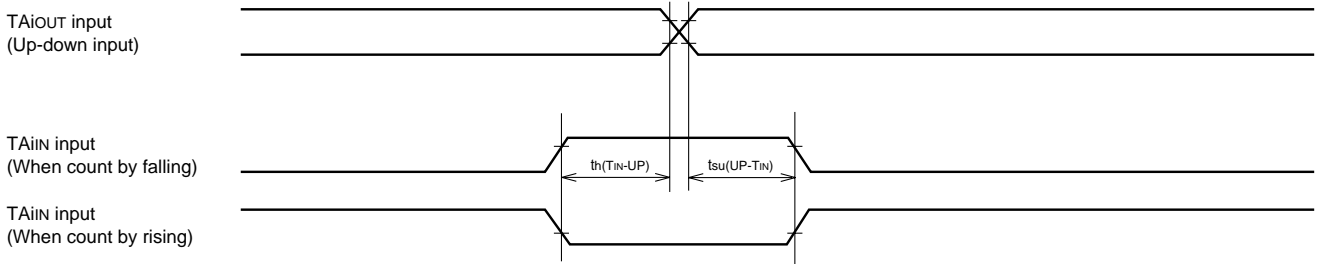 TAiOUT input
(Up-down input)
TAiIN input
(When count by falling)
th(TIN-UP)
tsu(UP-TIN)
TAiIN input
(When count by rising)